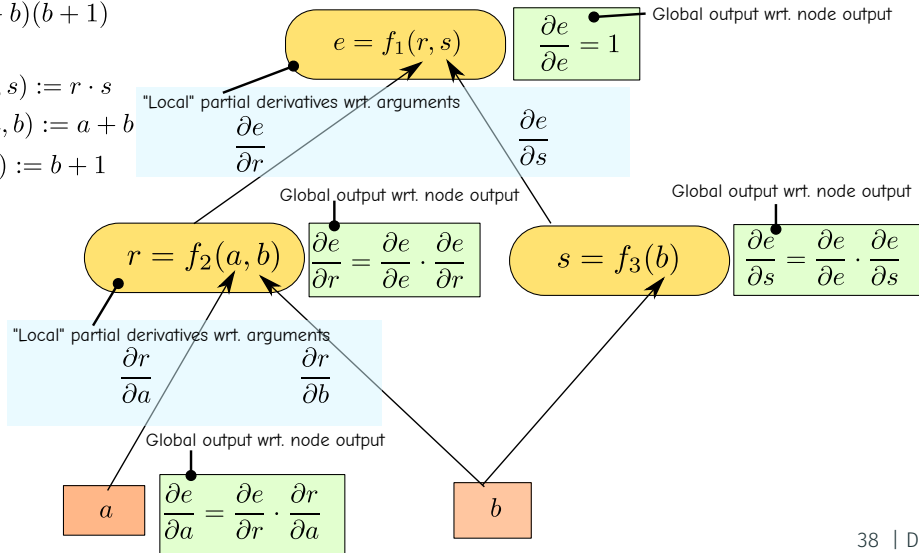 b)(b + 1)
e = f₁(r, s)
∂e/∂e = 1
Global output wrt. node output
s) := r · s
"Local" partial derivatives wrt. arguments
, b) := a + b
∂e/∂r
∂e/∂s
) := b + 1
Global output wrt. node output
Global output wrt. node output
r = f₂(a, b)
∂e/∂r = ∂e/∂e · ∂e/∂r
s = f₃(b)
∂e/∂s = ∂e/∂e · ∂e/∂s
"Local" partial derivatives wrt. arguments
∂r/∂a
∂r/∂b
Global output wrt. node output
a
∂e/∂a = ∂e/∂r · ∂r/∂a
b
38 | D